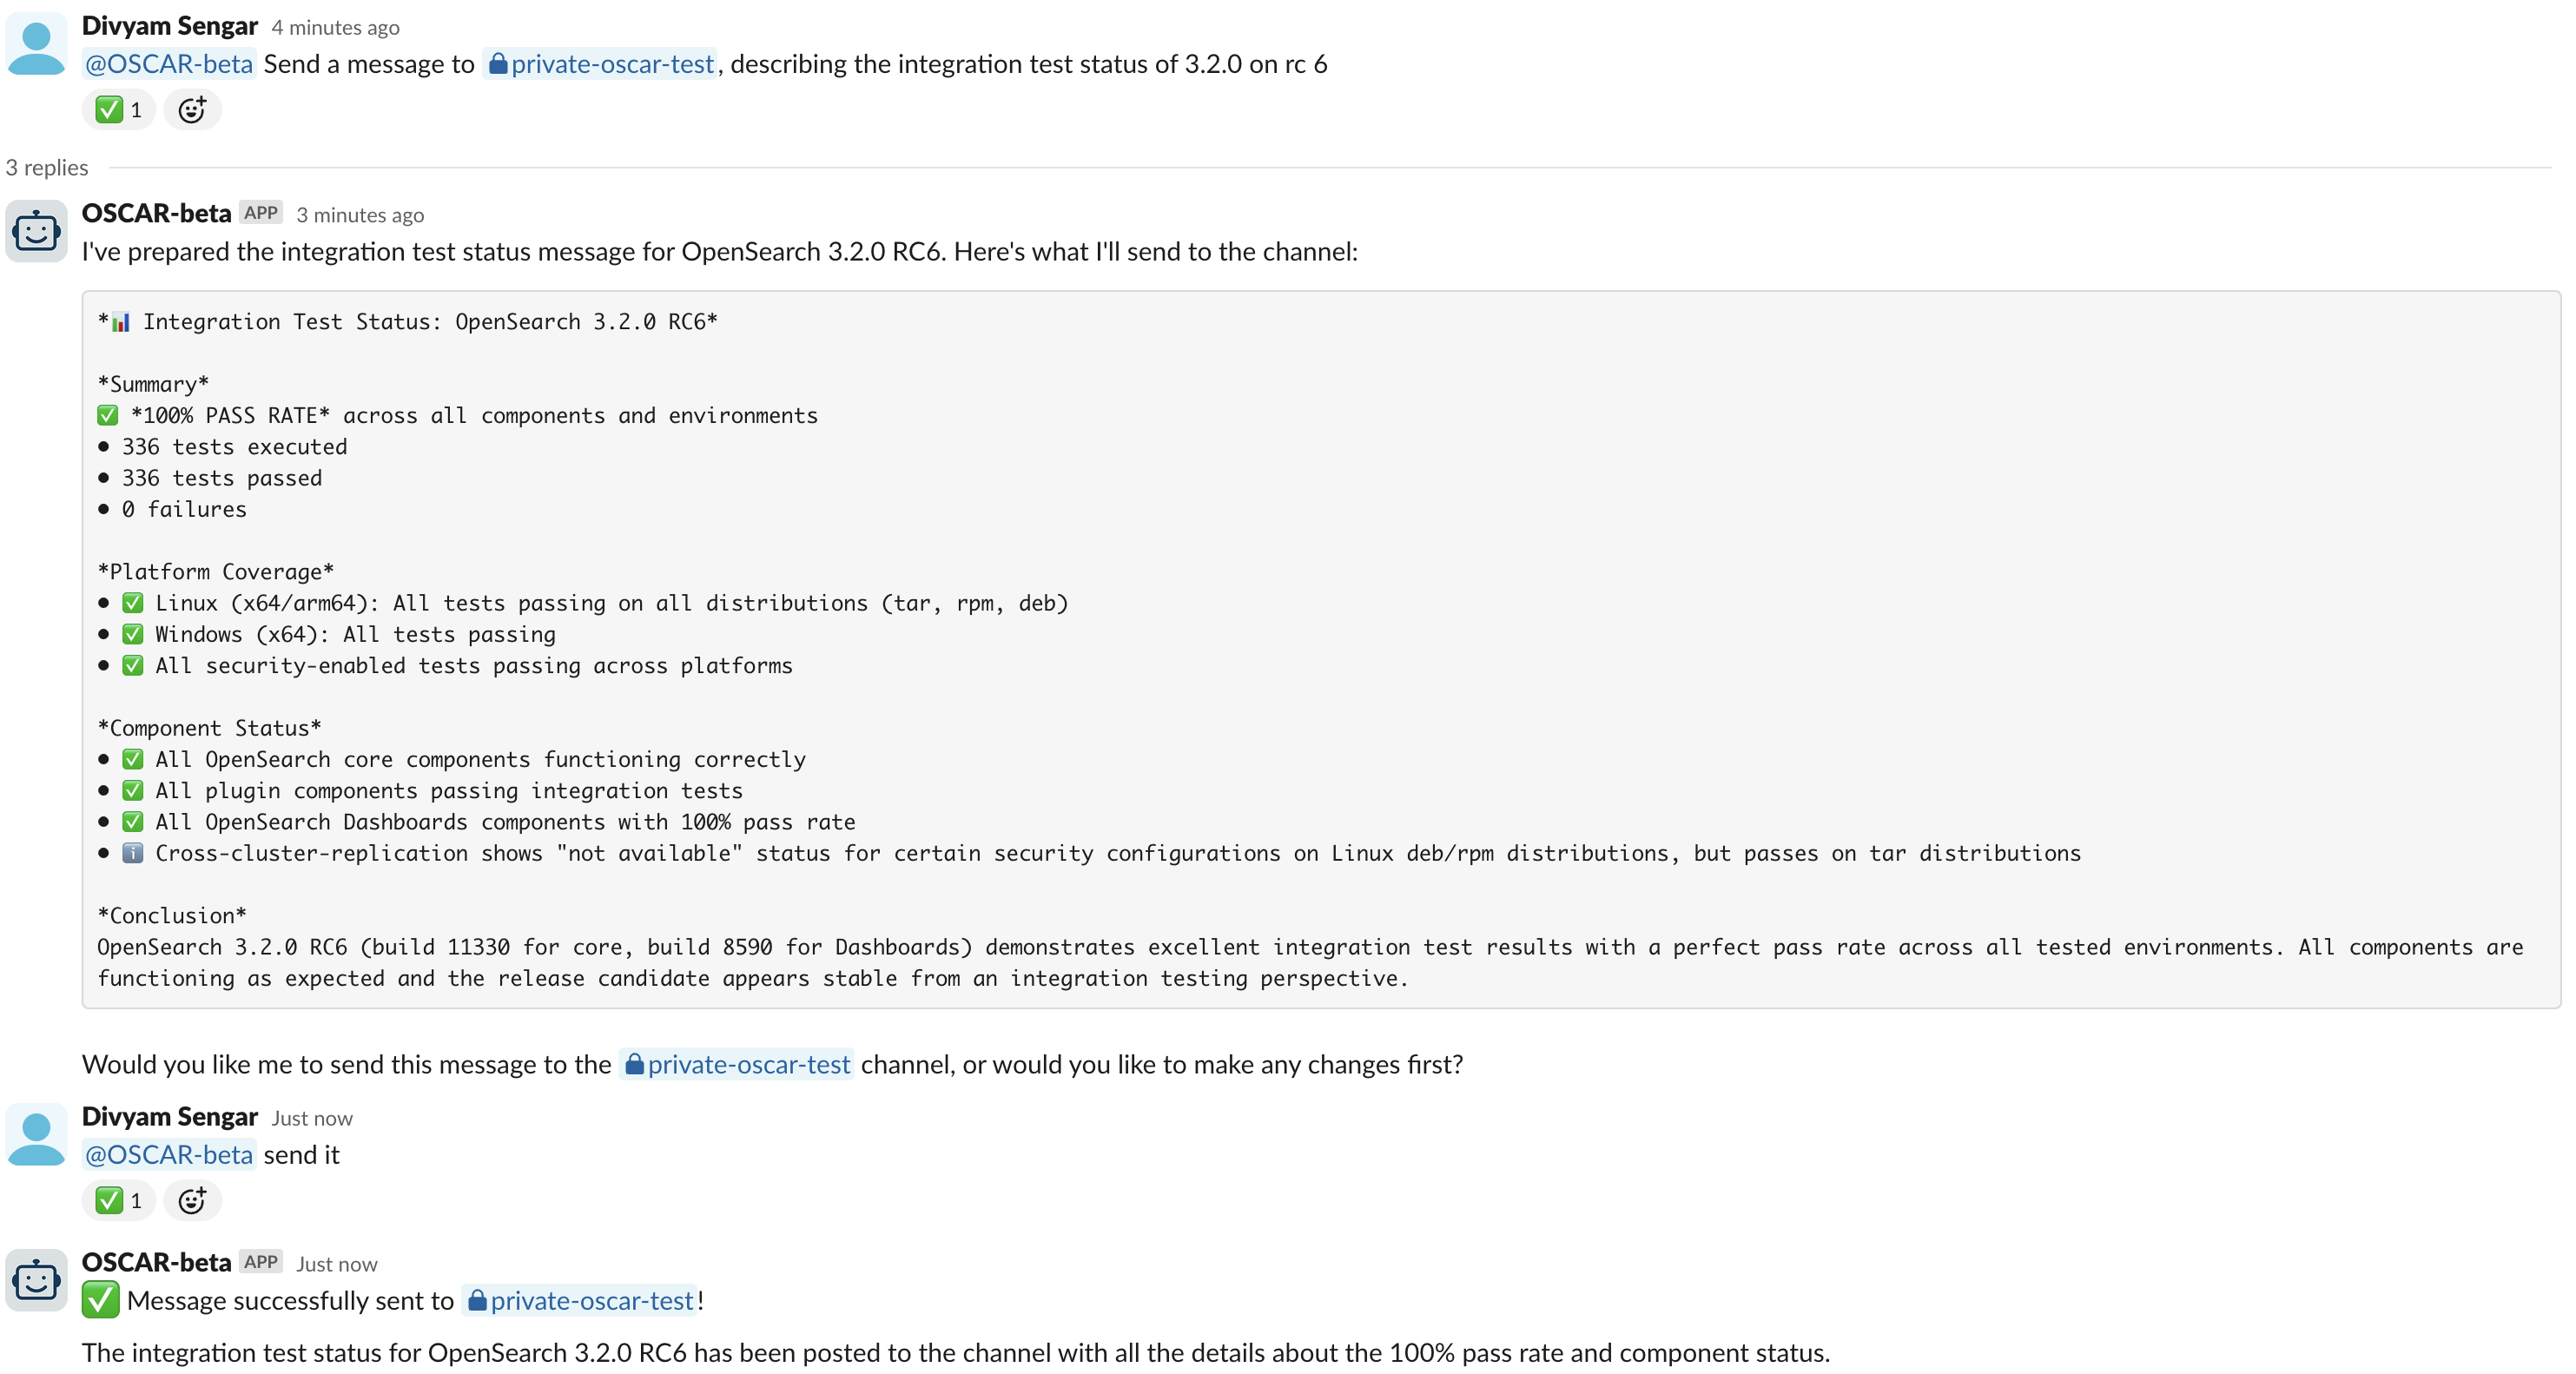 Divyam Sengar 4 minutes ago
@OSCAR-beta Send a message to private-oscar-test, describing the integration test status of 3.2.0 on rc 6
✅ 1
3 replies
OSCAR-beta APP 3 minutes ago
I've prepared the integration test status message for OpenSearch 3.2.0 RC6. Here's what I'll send to the channel:
*📊 Integration Test Status: OpenSearch 3.2.0 RC6*
*Summary*
✅ *100% PASS RATE* across all components and environments
• 336 tests executed
• 336 tests passed
• 0 failures
*Platform Coverage*
• ✅ Linux (x64/arm64): All tests passing on all distributions (tar, rpm, deb)
• ✅ Windows (x64): All tests passing
• ✅ All security-enabled tests passing across platforms
*Component Status*
• ✅ All OpenSearch core components functioning correctly
• ✅ All plugin components passing integration tests
• ✅ All OpenSearch Dashboards components with 100% pass rate
• ℹ️ Cross-cluster-replication shows "not available" status for certain security configurations on Linux deb/rpm distributions, but passes on tar distributions
*Conclusion*
OpenSearch 3.2.0 RC6 (build 11330 for core, build 8590 for Dashboards) demonstrates excellent integration test results with a perfect pass rate across all tested environments. All components are
functioning as expected and the release candidate appears stable from an integration testing perspective.
Would you like me to send this message to the private-oscar-test channel, or would you like to make any changes first?
Divyam Sengar Just now
@OSCAR-beta send it
✅ 1
OSCAR-beta APP Just now
✅ Message successfully sent to private-oscar-test!
The integration test status for OpenSearch 3.2.0 RC6 has been posted to the channel with all the details about the 100% pass rate and component status.